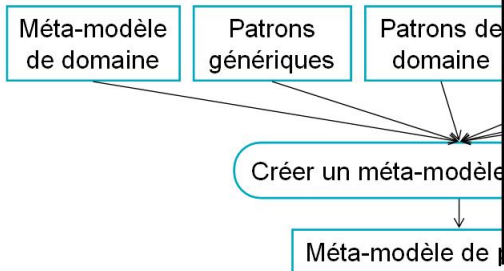 Méta-modèle
de domaine
Patrons
génériques
Patrons de
domaine
Créer un méta-modèle
Méta-modèle de